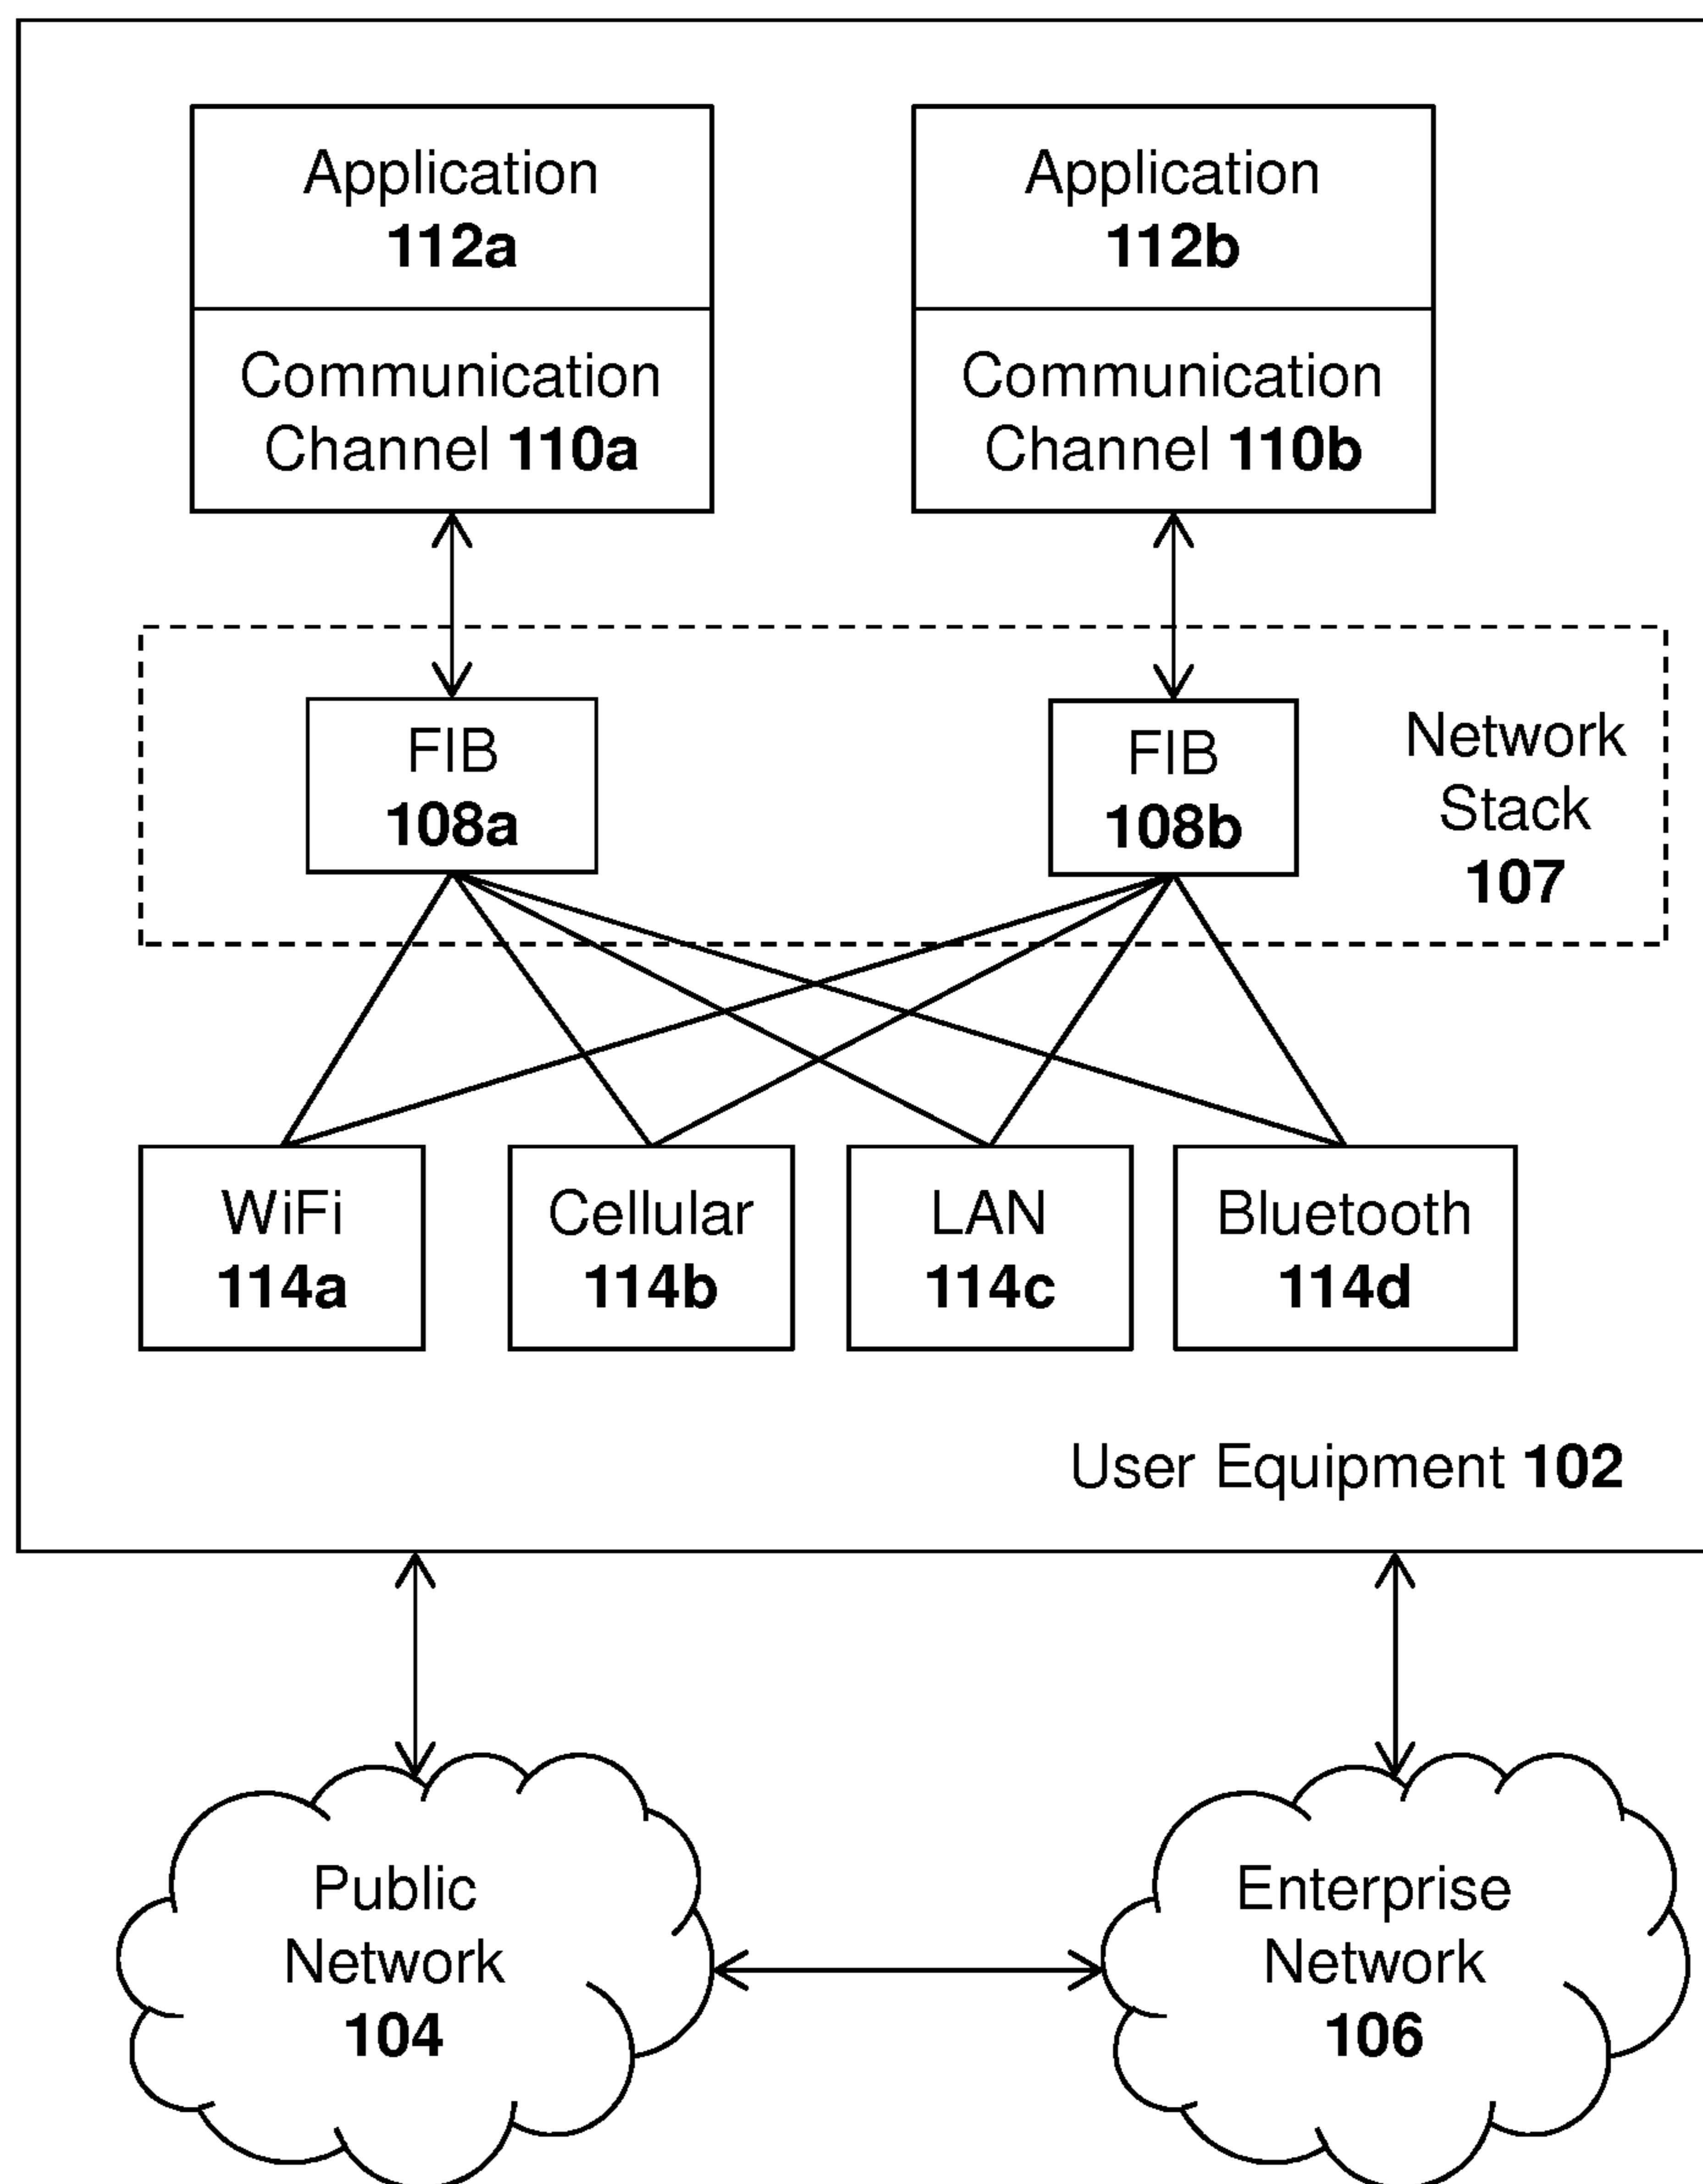 Application
112a
Communication
Channel 110a
Application
112b
Communication
Channel 110b
FIB
108a
FIB
108b
Network
Stack
107
WiFi
114a
Cellular
114b
LAN
114c
Bluetooth
114d
User Equipment 102
Public
Network
104
Enterprise
Network
106